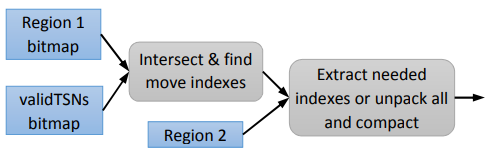 Region 1
bitmap
validTSNs
bitmap
Intersect & find
move indexes
Region 2
Extract needed
indexes or unpack all
and compact